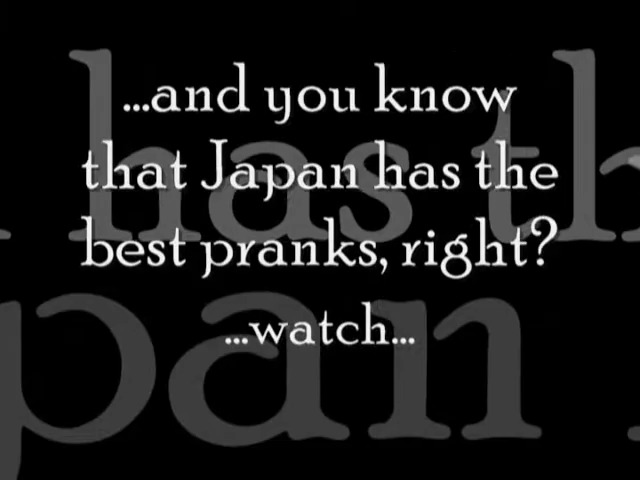 ...and you know
that Japan has the
best pranks, right?
...watch...